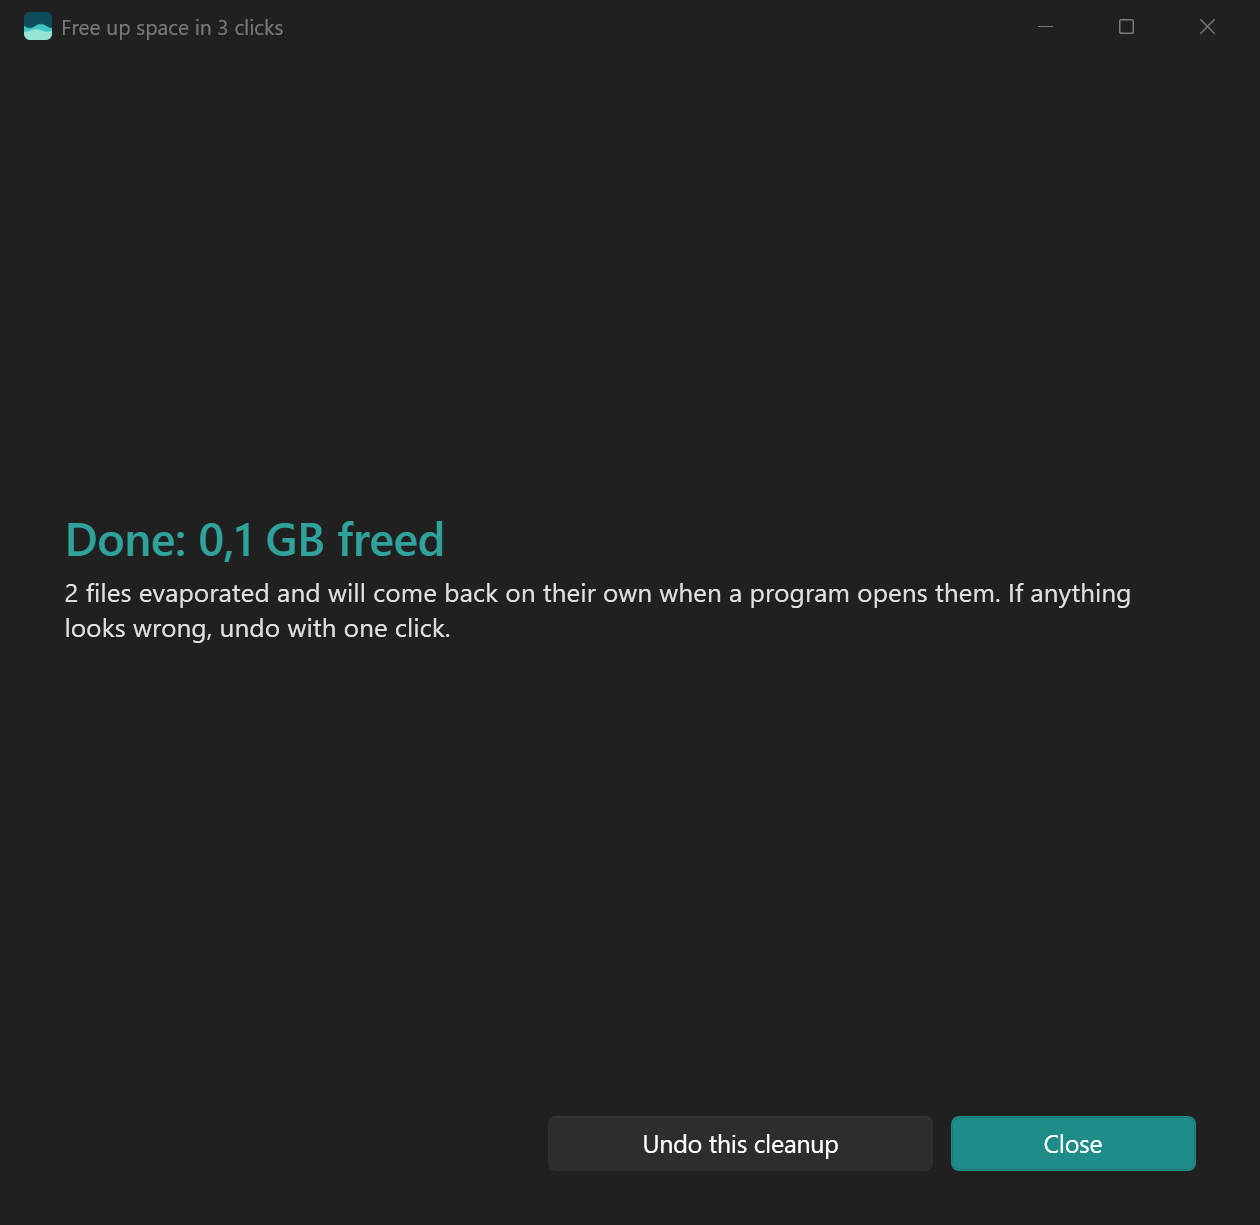 Free up space in 3 clicks
Done: 0,1 GB freed
2 files evaporated and will come back on their own when a program opens them. If anything
looks wrong, undo with one click.
Undo this cleanup
Close